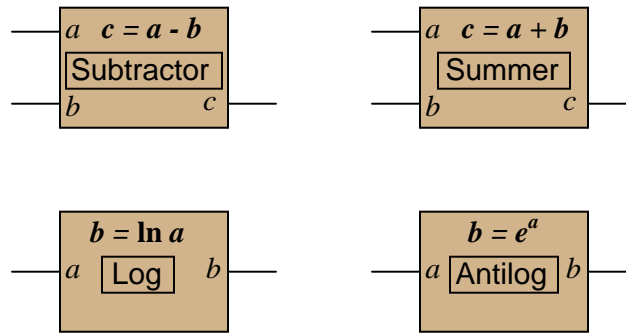 a c = a - b
Subtractor
b c
a c = a + b
Summer
b c
b = ln a
a Log b
b = e^a
a Antilog b